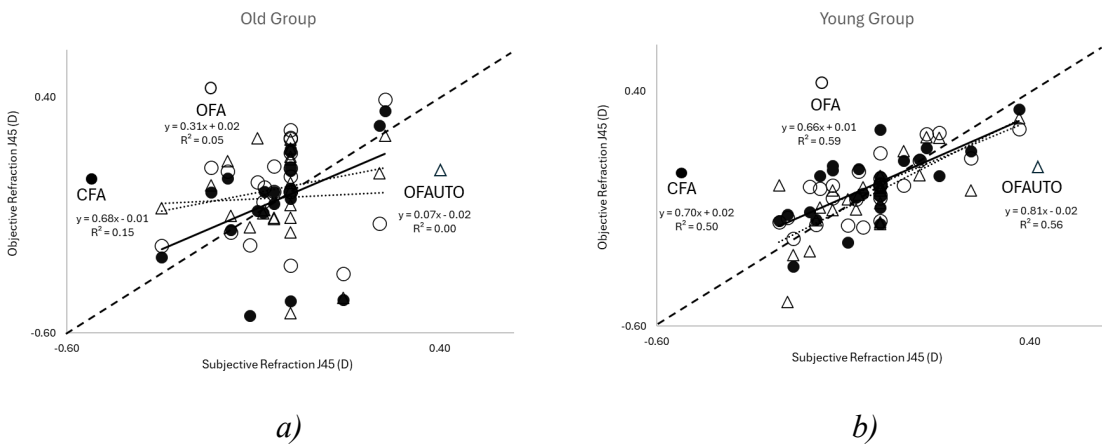 Old Group
Objective Refraction J45 (D)
0.40
-0.60
-0.60
0.40
Subjective Refraction J45 (D)
OFA
y = 0.31x + 0.02
R² = 0.05
CFA
y = 0.68x - 0.01
R² = 0.15
OFAUTO
y = 0.07x - 0.02
R² = 0.00
a)
Young Group
Objective Refraction J45 (D)
0.40
-0.60
-0.60
0.40
Subjective Refraction J45 (D)
OFA
y = 0.66x + 0.01
R² = 0.59
CFA
y = 0.70x + 0.02
R² = 0.50
OFAUTO
y = 0.81x - 0.02
R² = 0.56
b)